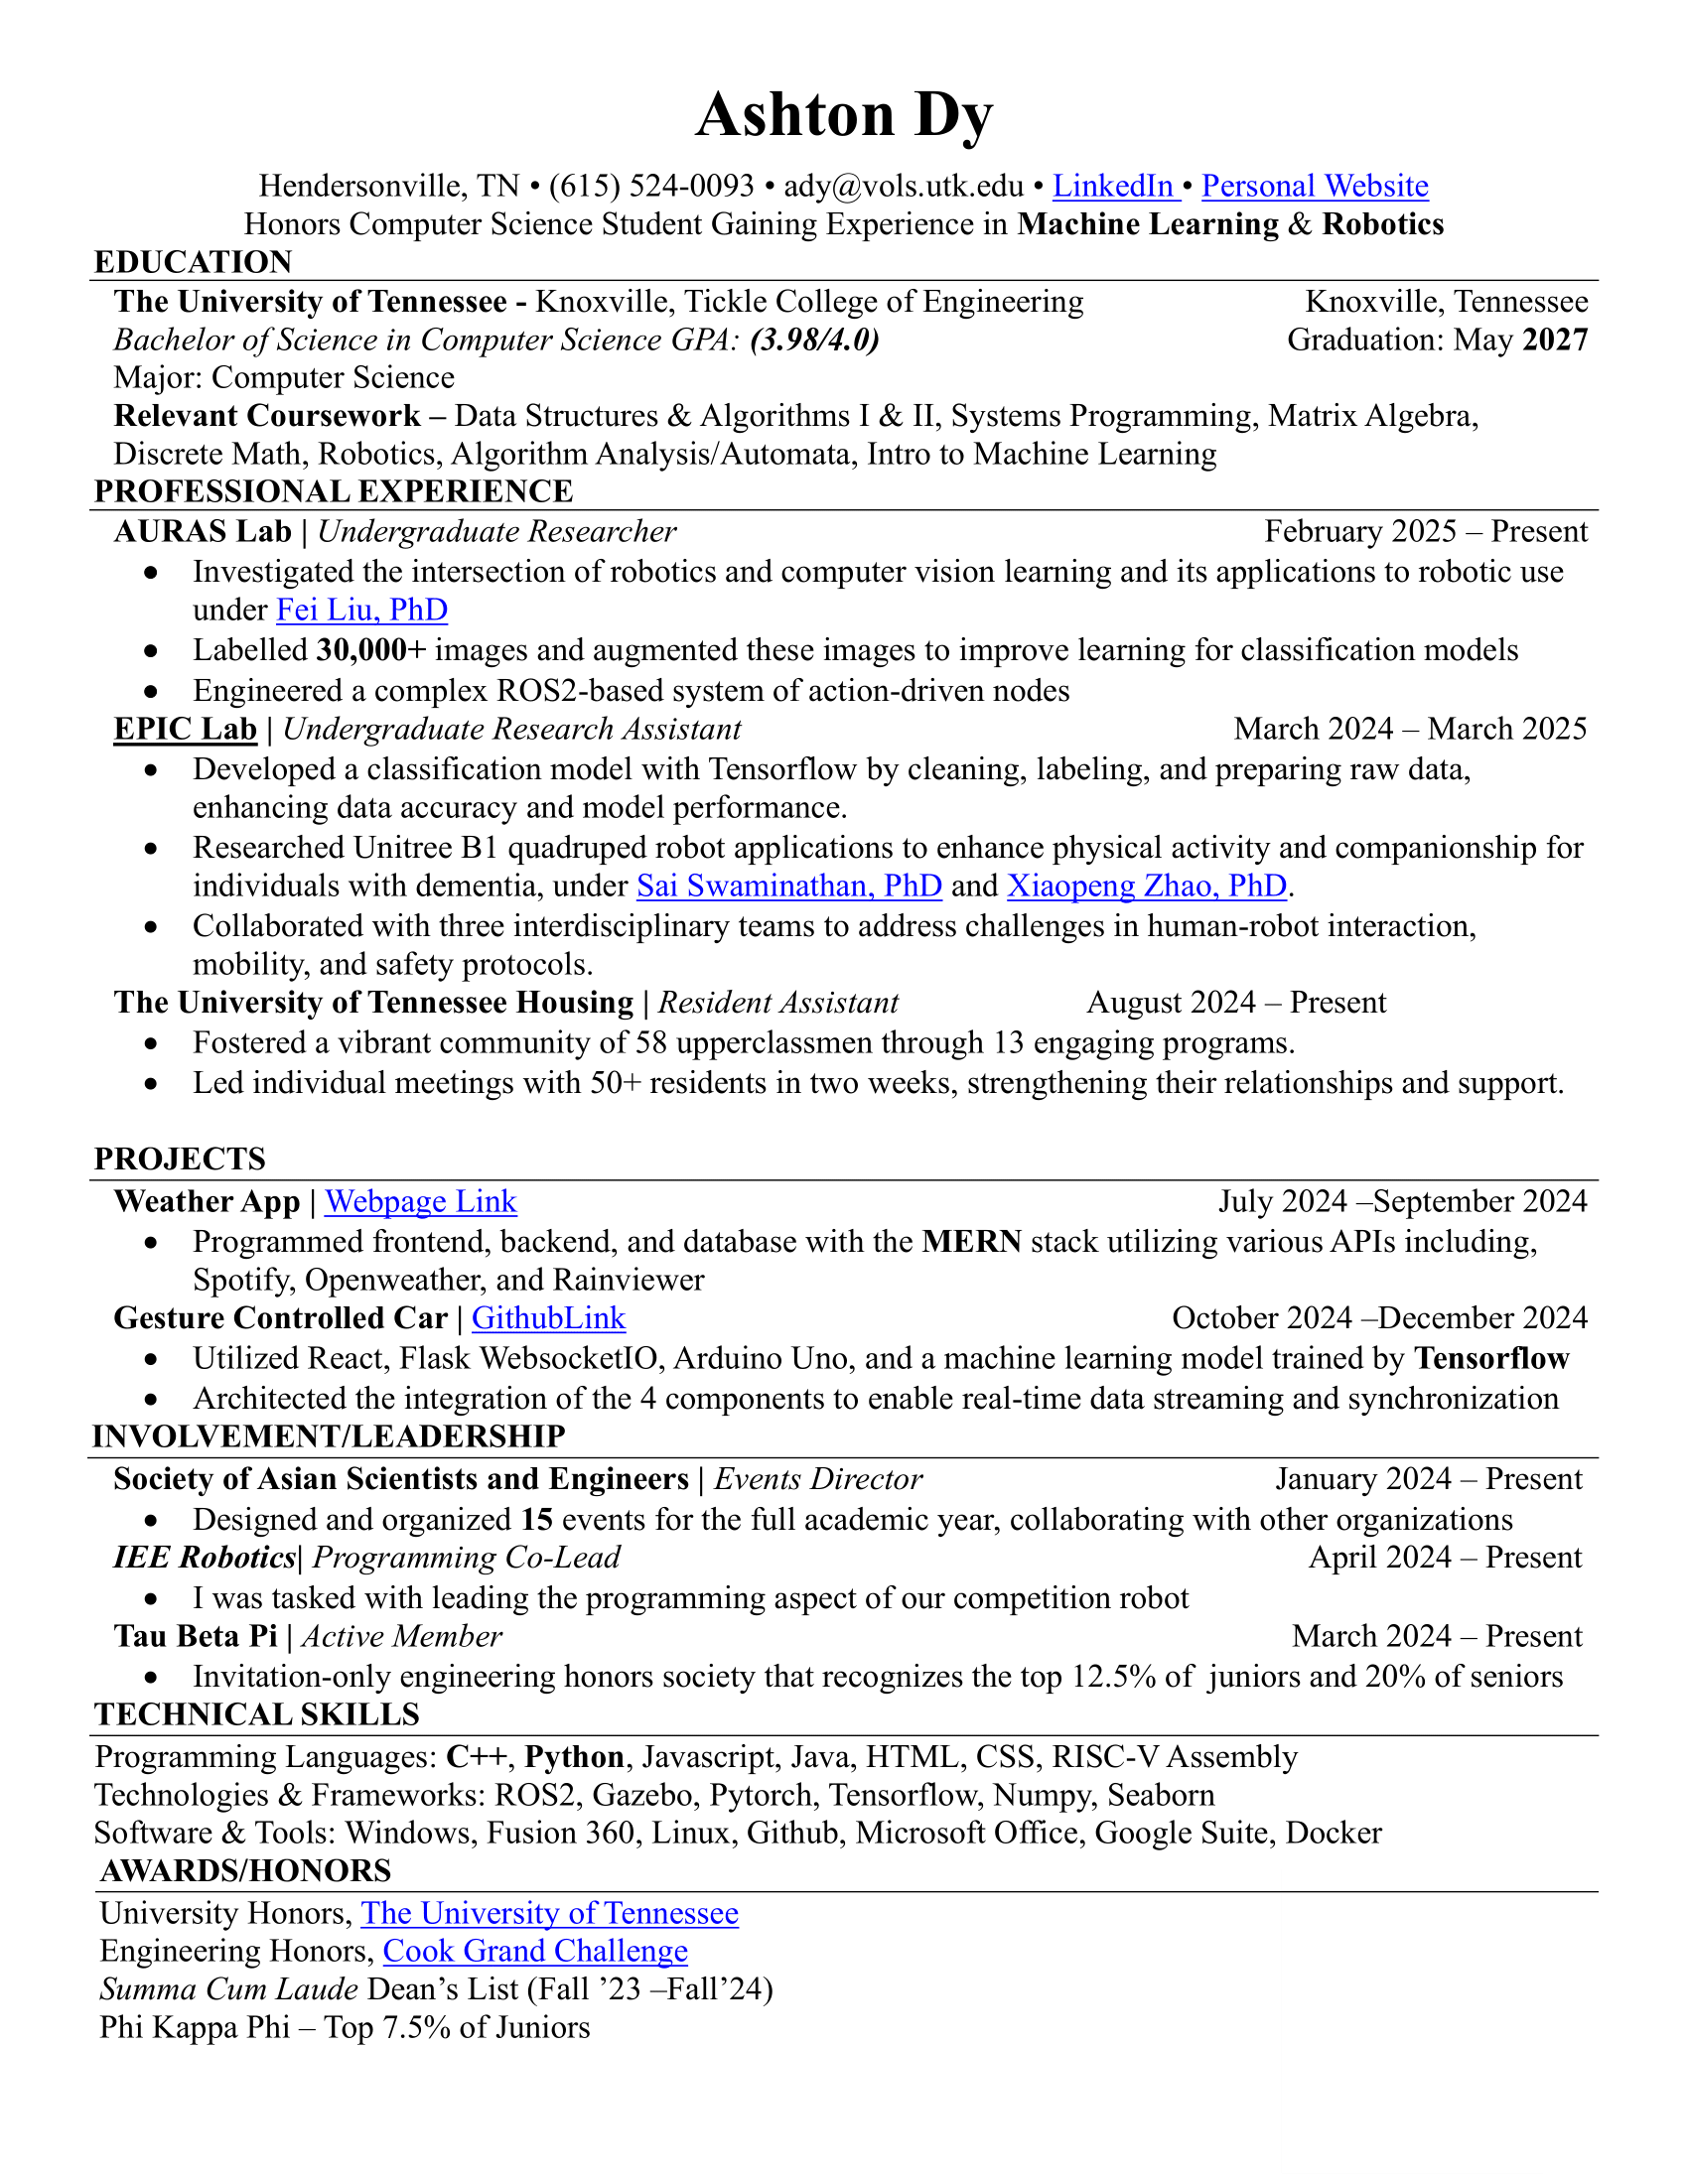 Ashton Dy
Hendersonville, TN • (615) 524-0093 • ady@vols.utk.edu • LinkedIn • Personal Website
Honors Computer Science Student Gaining Experience in Machine Learning & Robotics
EDUCATION
The University of Tennessee - Knoxville, Tickle College of Engineering Knoxville, Tennessee
Bachelor of Science in Computer Science GPA: (3.98/4.0) Graduation: May 2027
Major: Computer Science
Relevant Coursework – Data Structures & Algorithms I & II, Systems Programming, Matrix Algebra,
Discrete Math, Robotics, Algorithm Analysis/Automata, Intro to Machine Learning
PROFESSIONAL EXPERIENCE
AURAS Lab | Undergraduate Researcher February 2025 – Present
• Investigated the intersection of robotics and computer vision learning and its applications to robotic use
under Fei Liu, PhD
• Labelled 30,000+ images and augmented these images to improve learning for classification models
• Engineered a complex ROS2-based system of action-driven nodes
EPIC Lab | Undergraduate Research Assistant March 2024 – March 2025
• Developed a classification model with Tensorflow by cleaning, labeling, and preparing raw data,
enhancing data accuracy and model performance.
• Researched Unitree B1 quadruped robot applications to enhance physical activity and companionship for
individuals with dementia, under Sai Swaminathan, PhD and Xiaopeng Zhao, PhD.
• Collaborated with three interdisciplinary teams to address challenges in human-robot interaction,
mobility, and safety protocols.
The University of Tennessee Housing | Resident Assistant August 2024 – Present
• Fostered a vibrant community of 58 upperclassmen through 13 engaging programs.
• Led individual meetings with 50+ residents in two weeks, strengthening their relationships and support.
PROJECTS
Weather App | Webpage Link July 2024 –September 2024
• Programmed frontend, backend, and database with the MERN stack utilizing various APIs including,
Spotify, Openweather, and Rainviewer
Gesture Controlled Car | GithubLink October 2024 –December 2024
• Utilized React, Flask WebsocketIO, Arduino Uno, and a machine learning model trained by Tensorflow
• Architected the integration of the 4 components to enable real-time data streaming and synchronization
INVOLVEMENT/LEADERSHIP
Society of Asian Scientists and Engineers | Events Director January 2024 – Present
• Designed and organized 15 events for the full academic year, collaborating with other organizations
IEE Robotics| Programming Co-Lead April 2024 – Present
• I was tasked with leading the programming aspect of our competition robot
Tau Beta Pi | Active Member March 2024 – Present
• Invitation-only engineering honors society that recognizes the top 12.5% of juniors and 20% of seniors
TECHNICAL SKILLS
Programming Languages: C++, Python, Javascript, Java, HTML, CSS, RISC-V Assembly
Technologies & Frameworks: ROS2, Gazebo, Pytorch, Tensorflow, Numpy, Seaborn
Software & Tools: Windows, Fusion 360, Linux, Github, Microsoft Office, Google Suite, Docker
AWARDS/HONORS
University Honors, The University of Tennessee
Engineering Honors, Cook Grand Challenge
Summa Cum Laude Dean’s List (Fall ’23 –Fall’24)
Phi Kappa Phi – Top 7.5% of Juniors